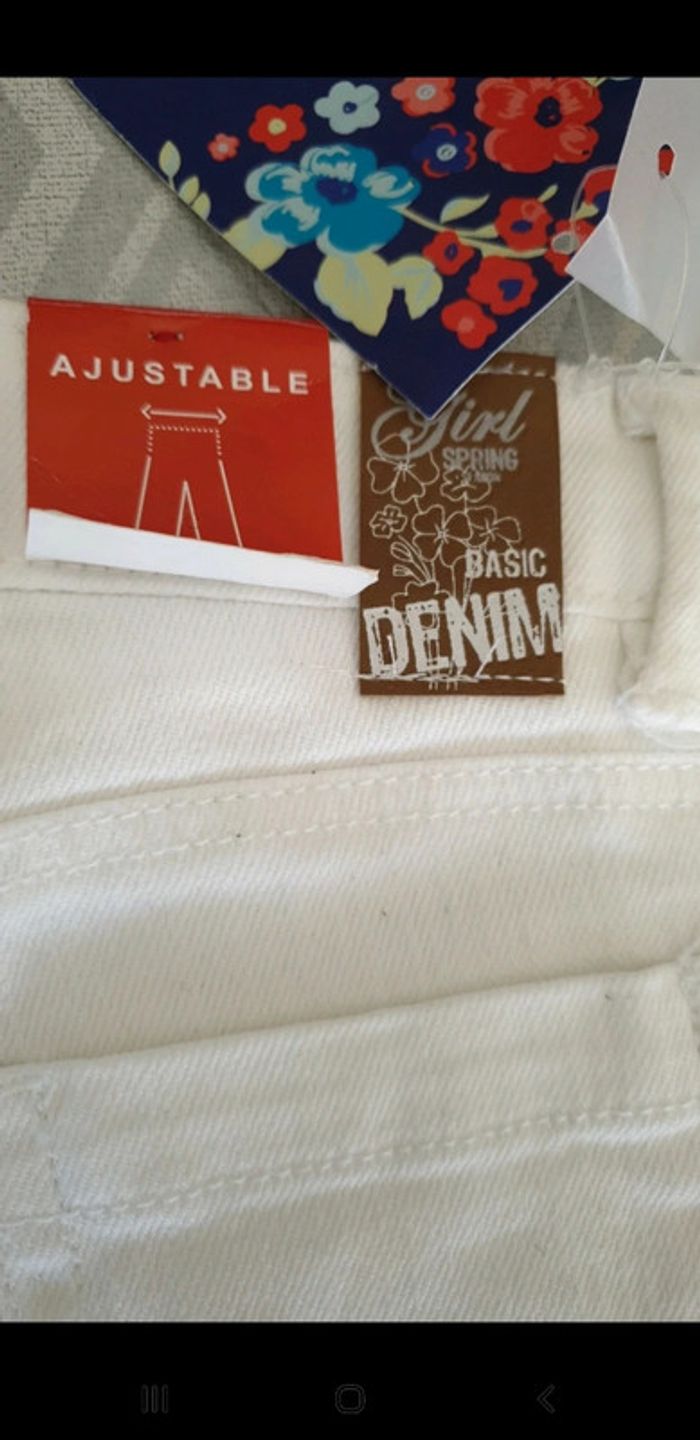 AJUSTABLE
Girl
SPRING
BASIC
DENIM